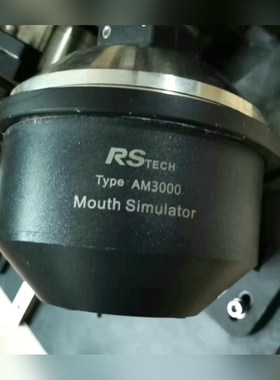 RSTECH
Type AM3000
Mouth Simulator